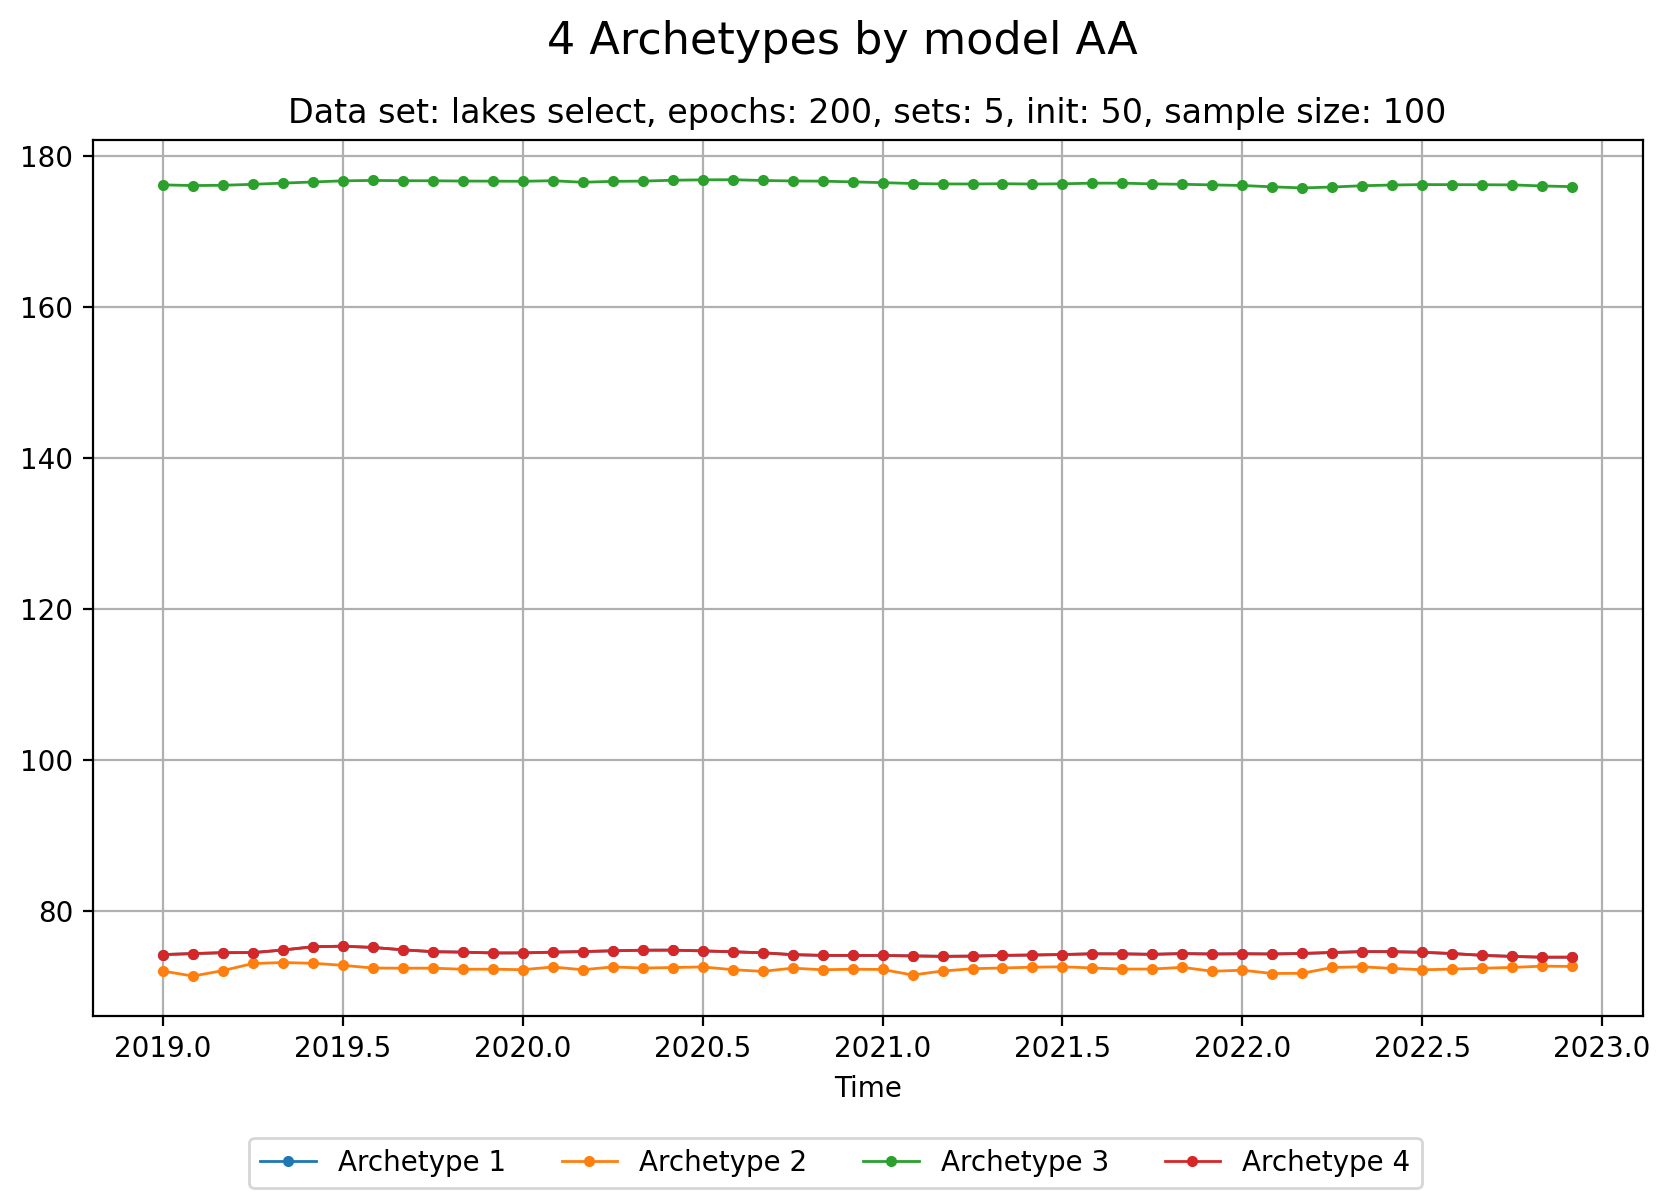 4 Archetypes by model AA
Data set: lakes select, epochs: 200, sets: 5, init: 50, sample size: 100
180
160
140
120
100
80
2019.0 2019.5 2020.0 2020.5 2021.0 2021.5 2022.0 2022.5 2023.0
Time
Archetype 1 Archetype 2 Archetype 3 Archetype 4